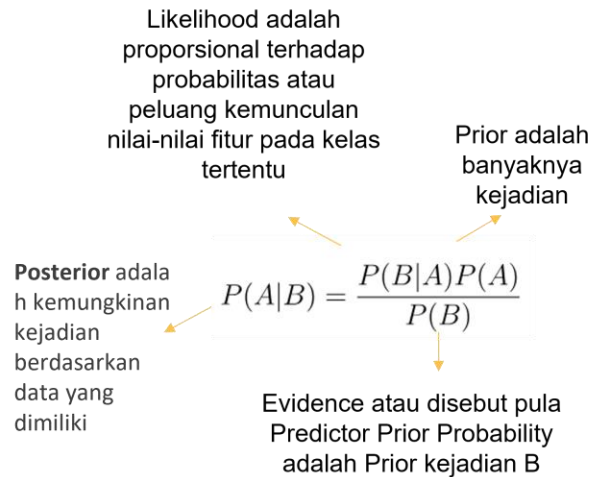 Likelihood adalah
proporsional terhadap
probabilitas atau
peluang kemunculan
nilai-nilai fitur pada kelas
tertentu
Prior adalah
banyaknya
kejadian
Posterior adala
h kemungkinan
kejadian
berdasarkan
data yang
dimiliki
P(A|B) = P(B|A)P(A) / P(B)
Evidence atau disebut pula
Predictor Prior Probability
adalah Prior kejadian B